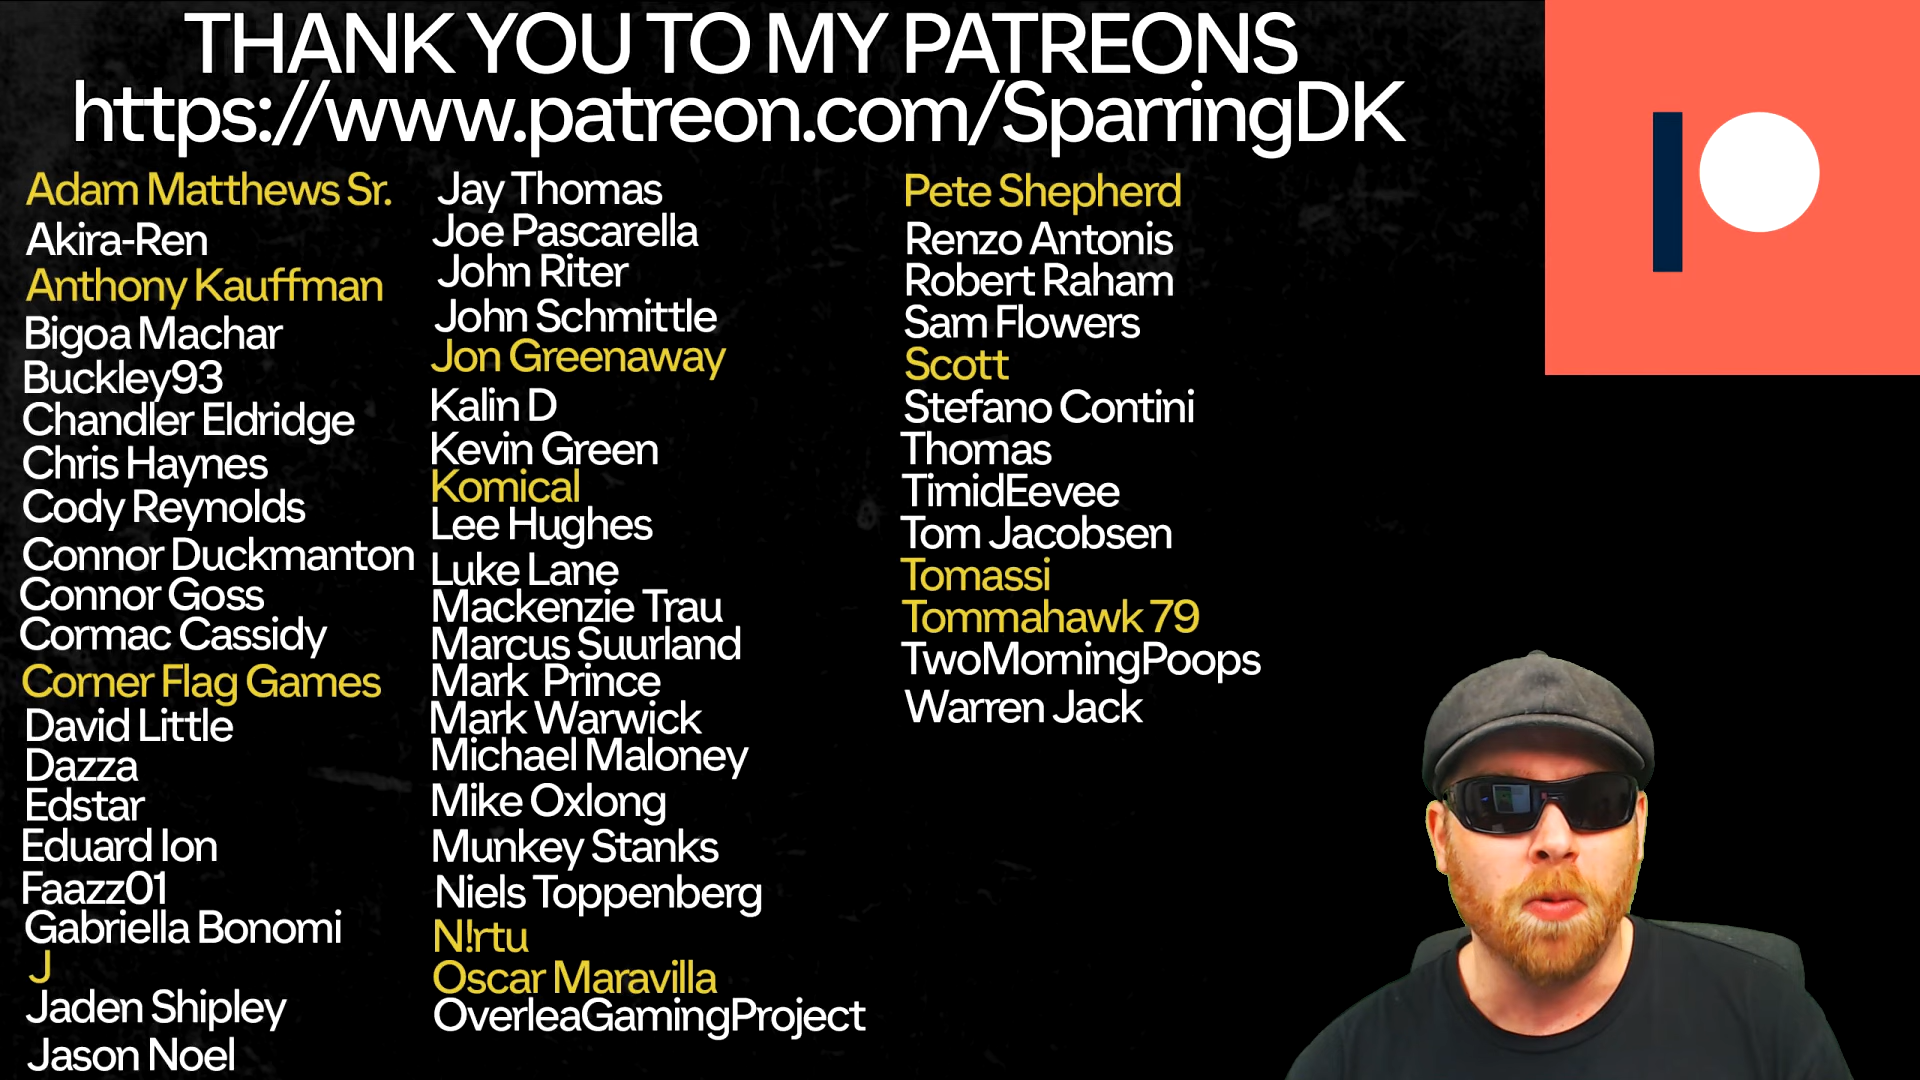 THANK YOU TO MY PATREONS
https://www.patreon.com/SparringDK
Adam Matthews Sr.
Akira-Ren
Anthony Kauffman
Bigoa Machar
Buckley93
Chandler Eldridge
Chris Haynes
Cody Reynolds
Connor Duckmanton
Connor Goss
Cormac Cassidy
Corner Flag Games
David Little
Dazza
Edstar
Eduard Ion
Faazz01
Gabriella Bonomi
J
Jaden Shipley
Jason Noel
Jay Thomas
Joe Pascarella
John Riter
John Schmittle
Jon Greenaway
Kalin D
Kevin Green
Komical
Lee Hughes
Luke Lane
Mackenzie Trau
Marcus Suurland
Mark Prince
Mark Warwick
Michael Maloney
Mike Oxlong
Munkey Stanks
Niels Toppenberg
N!rtu
Oscar Maravilla
OverleaGamingProject
Pete Shepherd
Renzo Antonis
Robert Raham
Sam Flowers
Scott
Stefano Contini
Thomas
TimidEevee
Tom Jacobsen
Tomassi
Tommahawk 79
TwoMorningPoops
Warren Jack